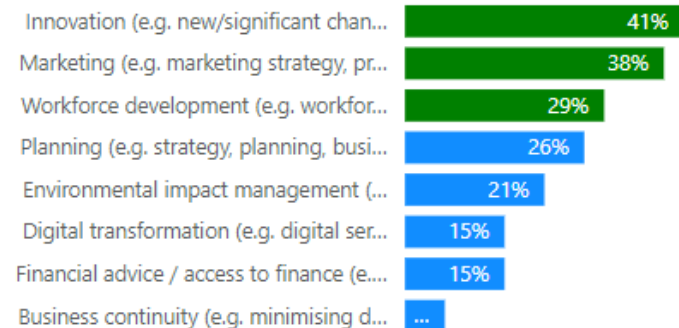 Innovation (e.g. new/significant chan... 41%
Marketing (e.g. marketing strategy, pr... 38%
Workforce development (e.g. workfor... 29%
Planning (e.g. strategy, planning, busi... 26%
Environmental impact management (... 21%
Digital transformation (e.g. digital ser... 15%
Financial advice / access to finance (e.... 15%
Business continuity (e.g. minimising d... ...